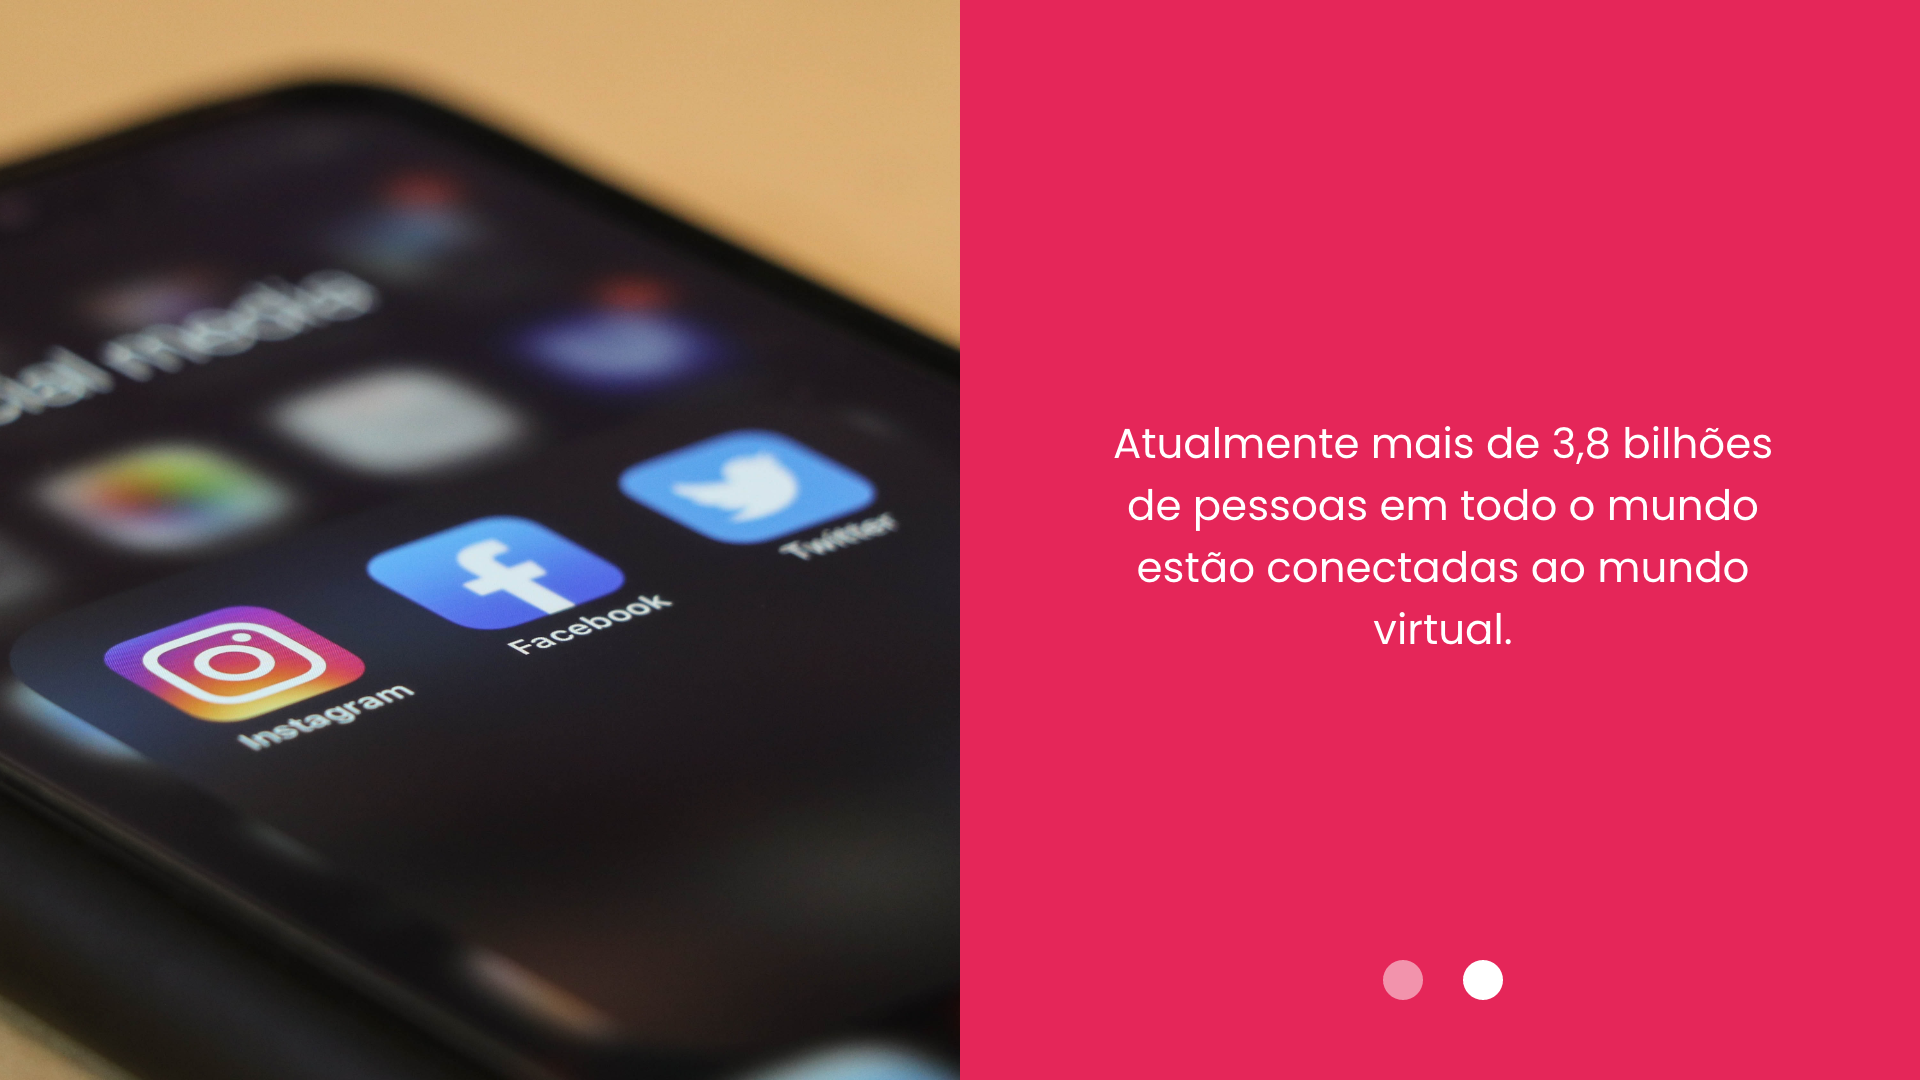 media
Instagram
Facebook
Twitter
Atualmente mais de 3,8 bilhões
de pessoas em todo o mundo
estão conectadas ao mundo
virtual.